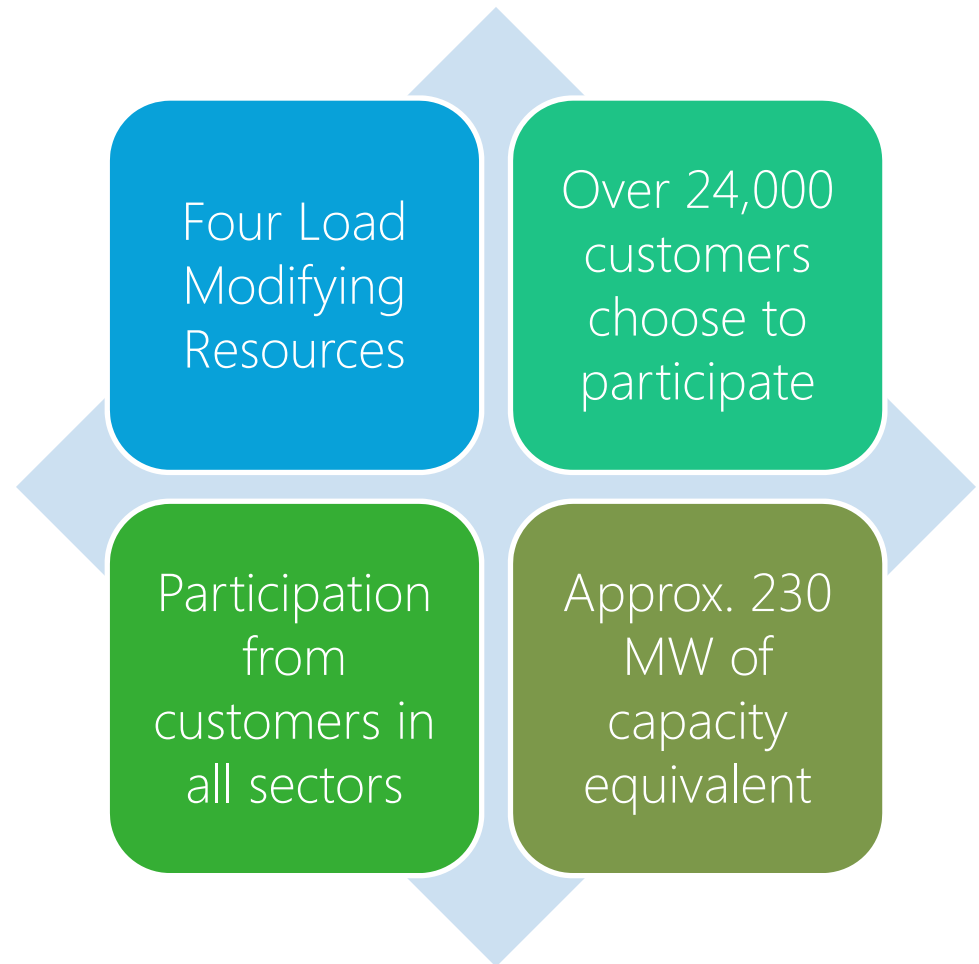 Four Load
Modifying
Resources
Over 24,000
customers
choose to
participate
Participation
from
customers in
all sectors
Approx. 230
MW of
capacity
equivalent